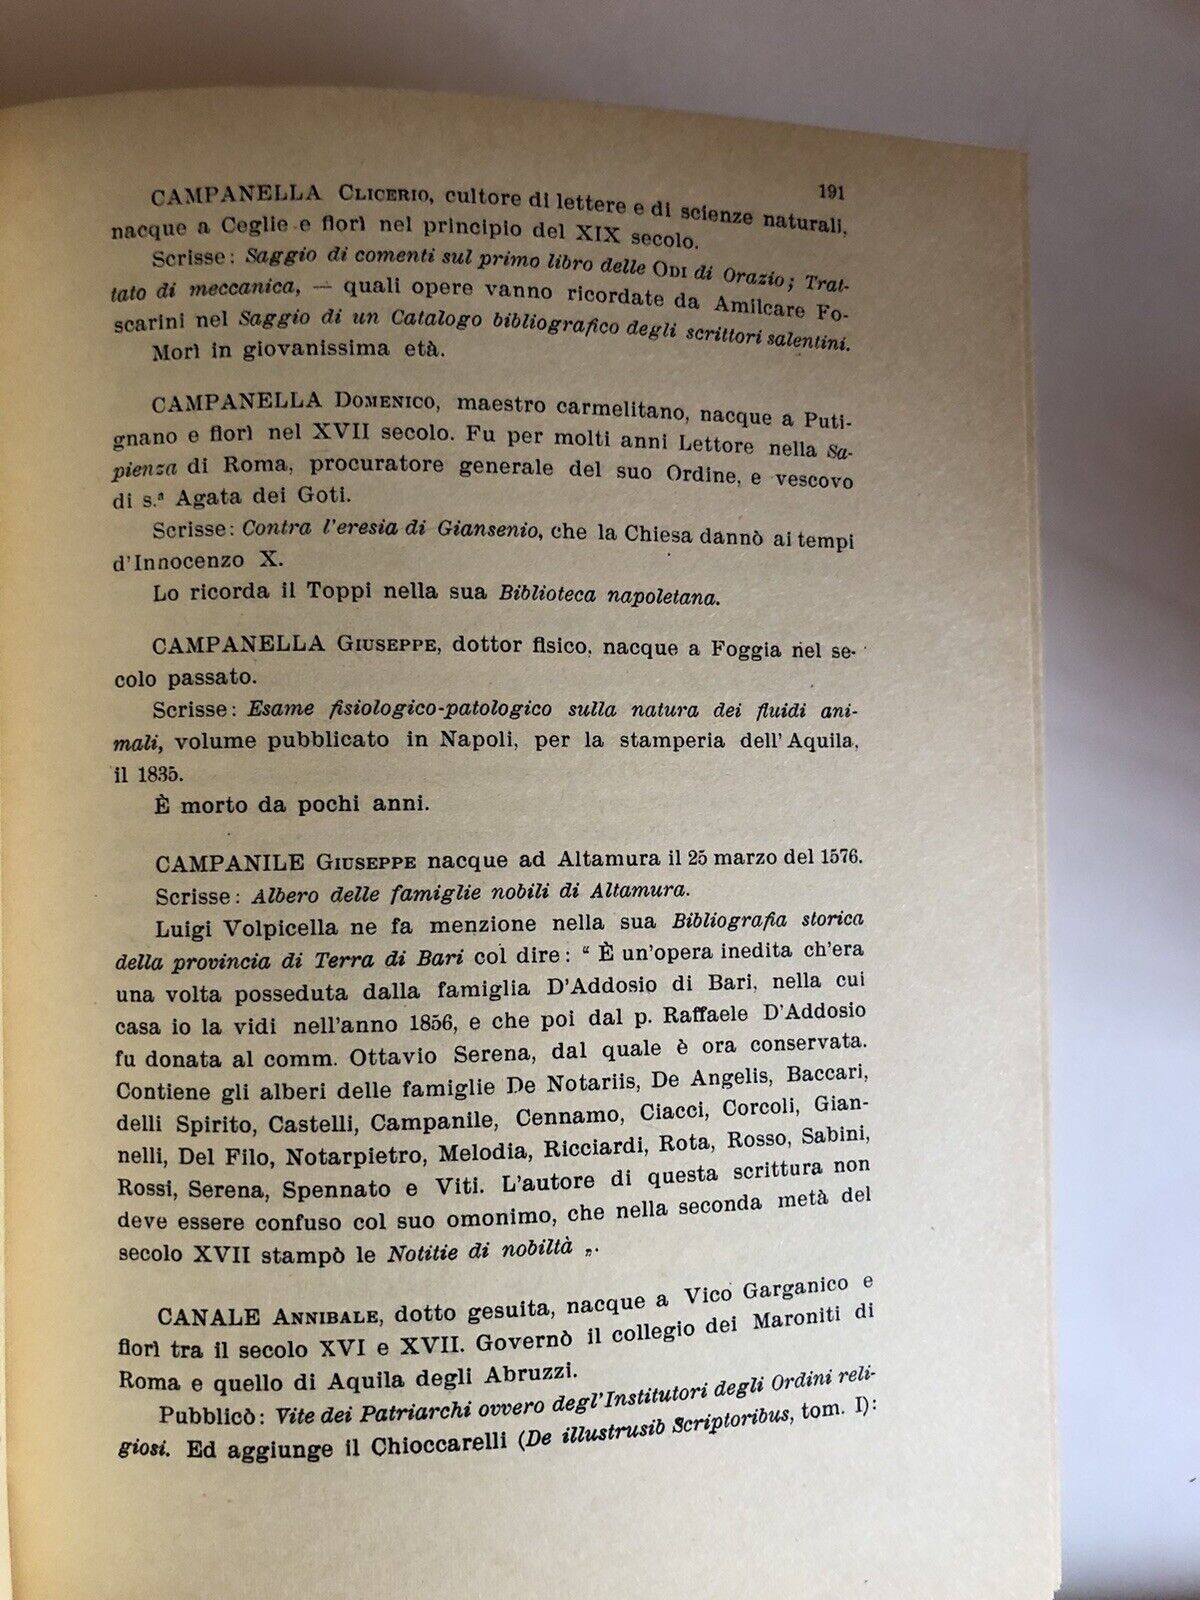 191
CAMPANELLA CLICERIO, cultore di lettere e di scienze naturali,
nacque a Ceglie e fiorì nel principio del XIX secolo.
Scrisse: Saggio di comenti sul primo libro delle ODI di Orazio; Trat-
tato di meccanica, — quali opere vanno ricordate da Amilcare Fo-
scarini nel Saggio di un Catalogo bibliografico degli scrittori salentini.
Morì in giovanissima età.
CAMPANELLA DOMENICO, maestro carmelitano, nacque a Puti-
gnano e fiorì nel XVII secolo. Fu per molti anni Lettore nella Sa-
pienza di Roma, procuratore generale del suo Ordine, e vescovo
di s.ª Agata dei Goti.
Scrisse: Contra l'eresia di Giansenio, che la Chiesa dannò ai tempi
d'Innocenzo X.
Lo ricorda il Toppi nella sua Biblioteca napoletana.
CAMPANELLA GIUSEPPE, dottor fisico, nacque a Foggia nel se-
colo passato.
Scrisse: Esame fisiologico-patologico sulla natura dei fluidi ani-
mali, volume pubblicato in Napoli, per la stamperia dell'Aquila,
il 1835.
È morto da pochi anni.
CAMPANILE GIUSEPPE nacque ad Altamura il 25 marzo del 1576.
Scrisse: Albero delle famiglie nobili di Altamura.
Luigi Volpicella ne fa menzione nella sua Bibliografia storica
della provincia di Terra di Bari col dire: “ È un'opera inedita ch'era
una volta posseduta dalla famiglia D'Addosio di Bari, nella cui
casa io la vidi nell'anno 1856, e che poi dal p. Raffaele D'Addosio
fu donata al comm. Ottavio Serena, dal quale è ora conservata.
Contiene gli alberi delle famiglie De Notariis, De Angelis, Baccari,
delli Spirito, Castelli, Campanile, Cennamo, Ciacci, Corcoli, Gian-
nelli, Del Filo, Notarpietro, Melodia, Ricciardi, Rota, Rosso, Sabini,
Rossi, Serena, Spennato e Viti. L'autore di questa scrittura non
deve essere confuso col suo omonimo, che nella seconda metà del
secolo XVII stampò le Notitie di nobiltà „.
CANALE ANNIBALE, dotto gesuita, nacque a Vico Garganico e
fiorì tra il secolo XVI e XVII. Governò il collegio dei Maroniti di
Roma e quello di Aquila degli Abruzzi.
Pubblicò: Vite dei Patriarchi ovvero degl'Institutori degli Ordini reli-
giosi. Ed aggiunge il Chioccarelli (De illustrusib Scriptoribus, tom. I):